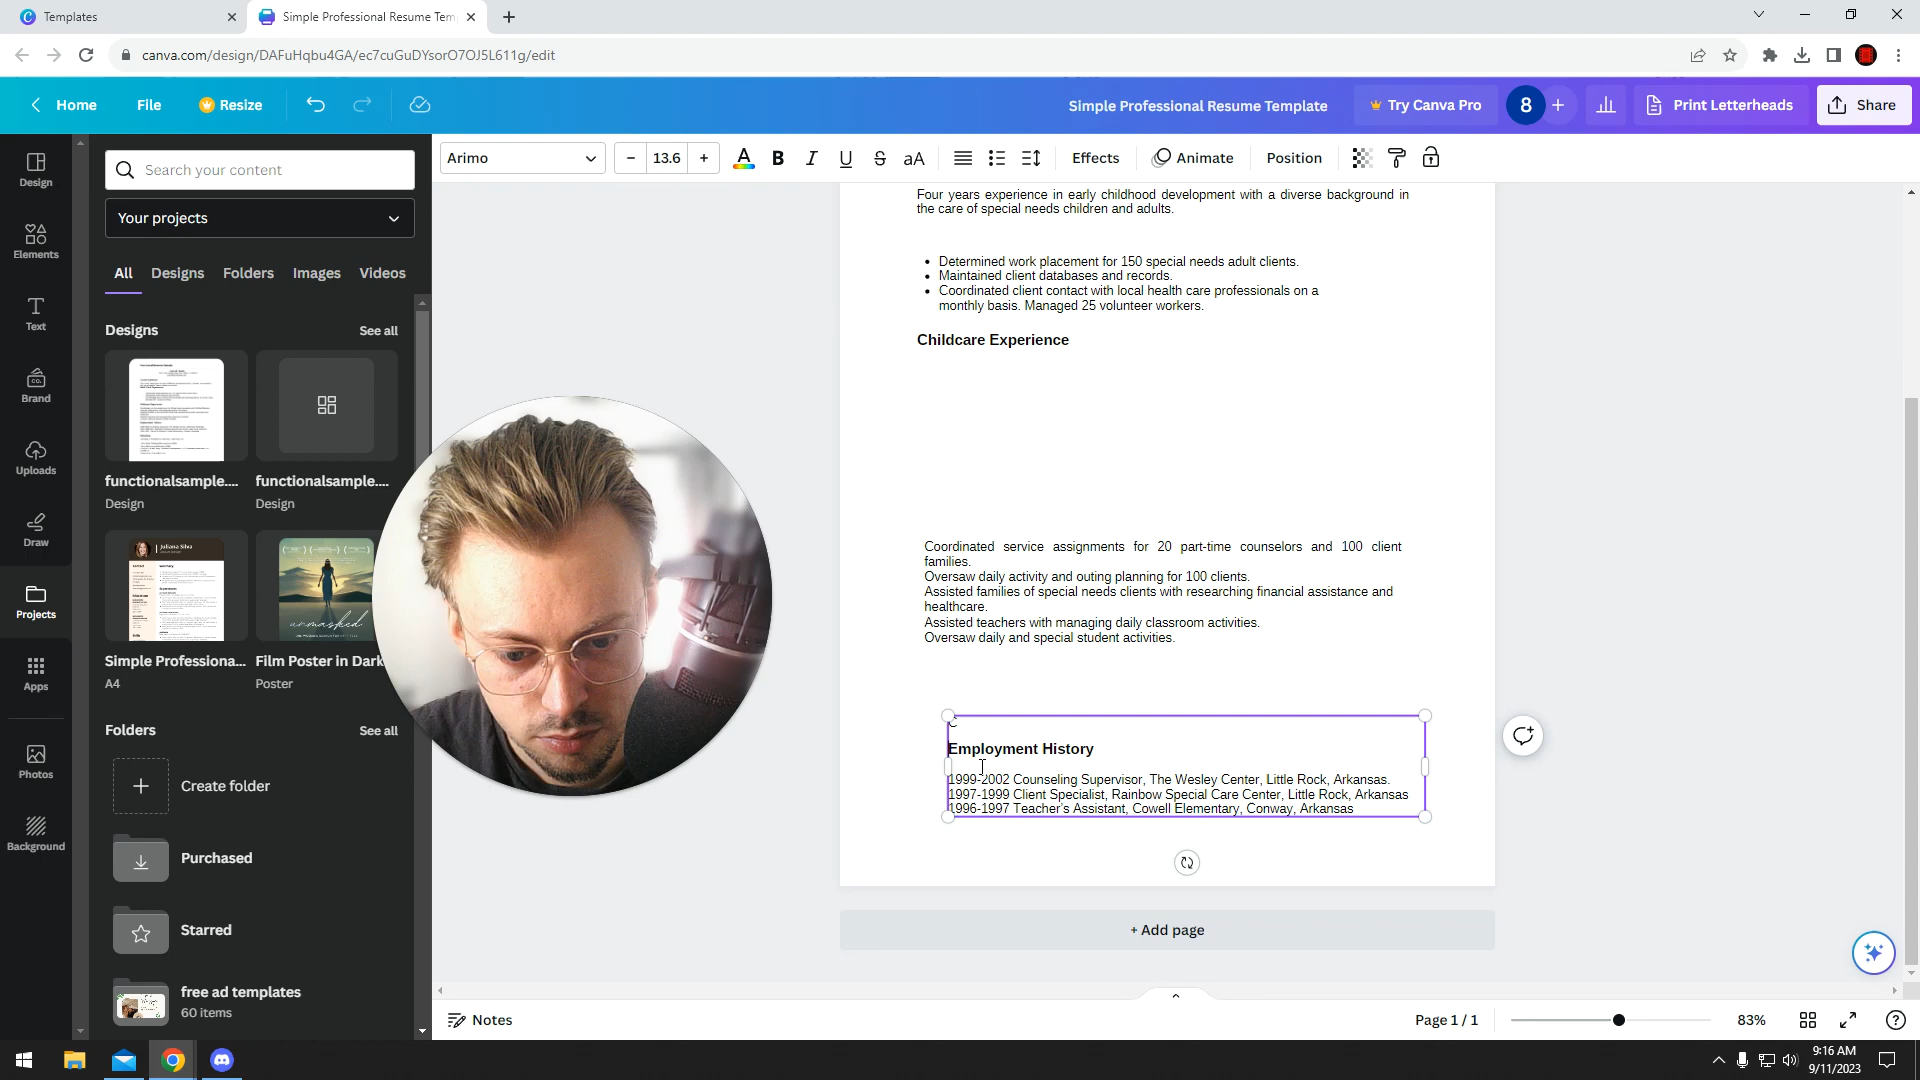 Templates
Simple Professional Resume Tem
canva.com/design/DAFuHqbu4GA/ec7cuGuDYsorO7OJ5L611g/edit
Home File Resize Simple Professional Resume Template Try Canva Pro 8 + Print Letterheads Share
Arimo - 13.6 + A B I U S aA Effects Animate Position
Design
Elements
Text
Brand
Uploads
Draw
Projects
Apps
Photos
Background
Search your content
Your projects
All Designs Folders Images Videos
Designs See all
functionalsample.... functionalsample....
Design Design
Juliana Silva
unmasked
Simple Professiona... Film Poster in Dark
A4 Poster
Folders See all
Create folder
Purchased
Starred
free ad templates
60 items
Four years experience in early childhood development with a diverse background in
the care of special needs children and adults.
Determined work placement for 150 special needs adult clients.
Maintained client databases and records.
Coordinated client contact with local health care professionals on a
monthly basis. Managed 25 volunteer workers.
Childcare Experience
Coordinated service assignments for 20 part-time counselors and 100 client
families.
Oversaw daily activity and outing planning for 100 clients.
Assisted families of special needs clients with researching financial assistance and
healthcare.
Assisted teachers with managing daily classroom activities.
Oversaw daily and special student activities.
Employment History
1999-2002 Counseling Supervisor, The Wesley Center, Little Rock, Arkansas.
1997-1999 Client Specialist, Rainbow Special Care Center, Little Rock, Arkansas
1996-1997 Teacher's Assistant, Cowell Elementary, Conway, Arkansas
+ Add page
Notes
Page 1 / 1
83%
9:16 AM
9/11/2023